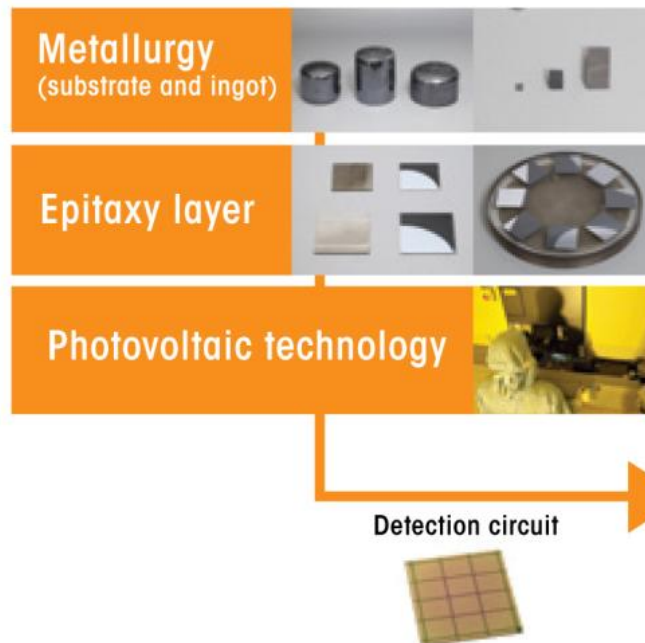 Metallurgy
(substrate and ingot)
Epitaxy layer
Photovoltaic technology
Detection circuit